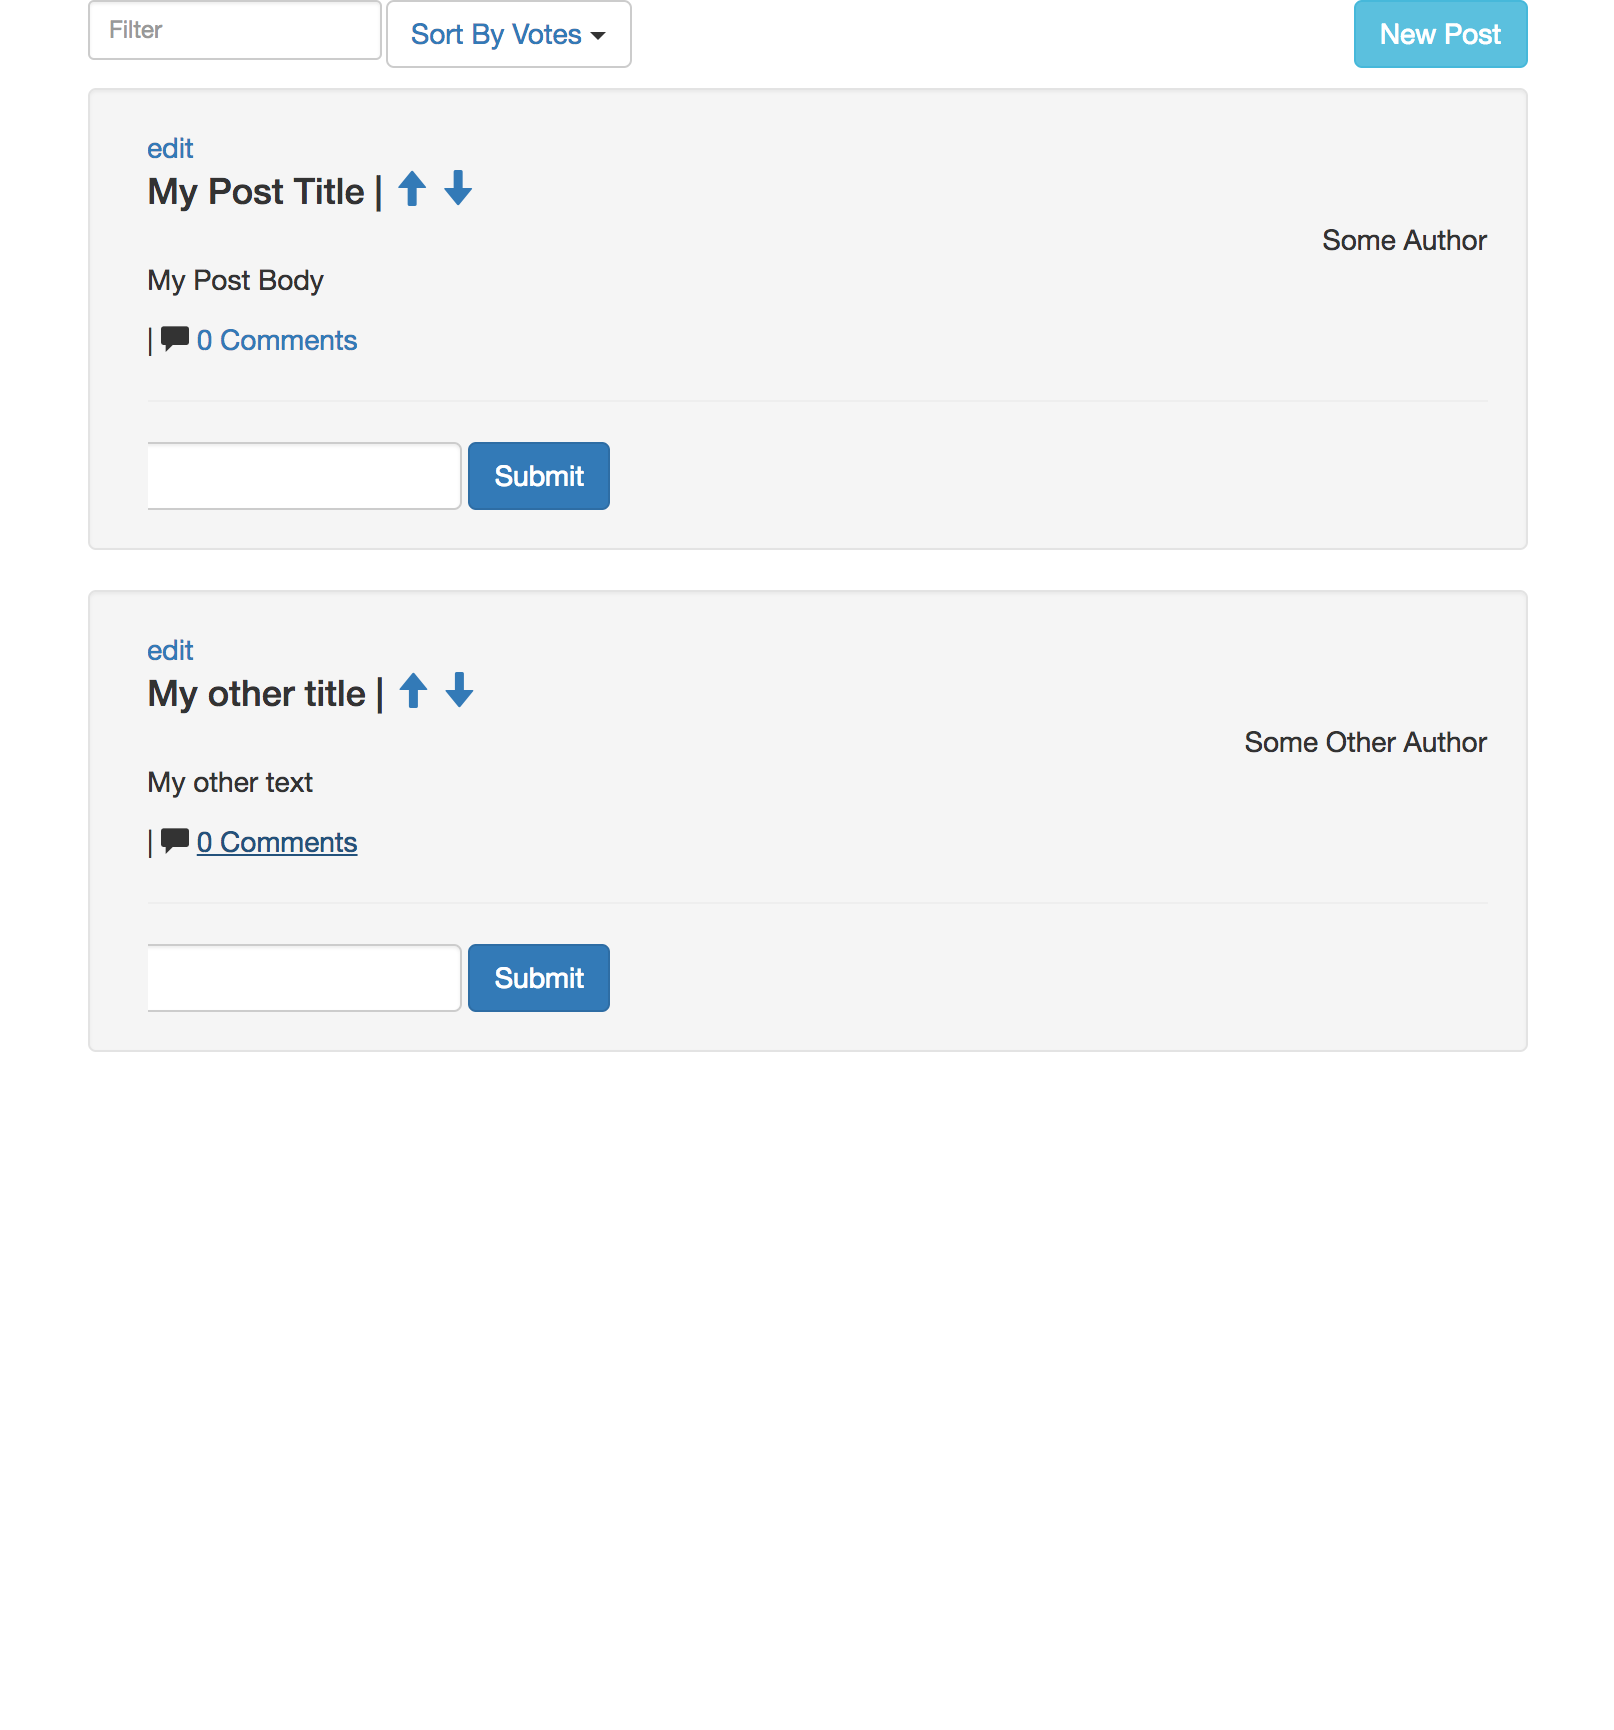 Filter Sort By Votes New Post
edit
My Post Title |
Some Author
My Post Body
| 0 Comments
Submit
edit
My other title |
Some Other Author
My other text
| 0 Comments
Submit